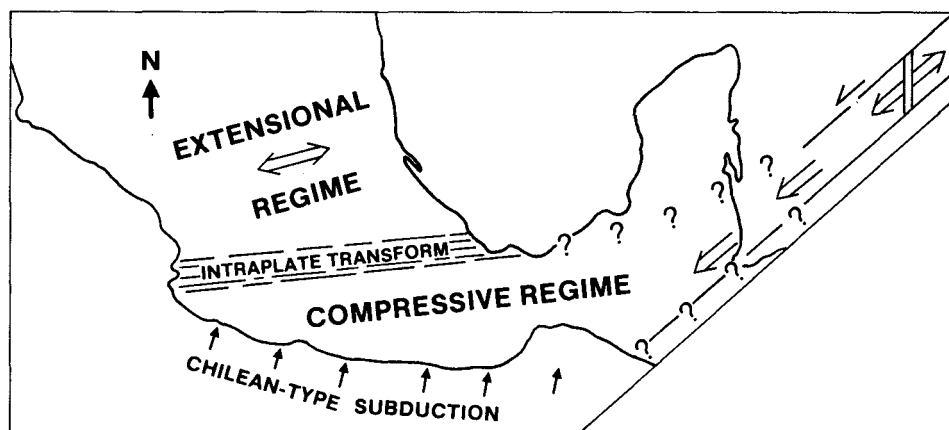 N
EXTENSIONAL
REGIME
INTRAPLATE TRANSFORM
COMPRESSIVE REGIME
CHILEAN-TYPE SUBDUCTION
? ? ? ? ?
? ? ? ?